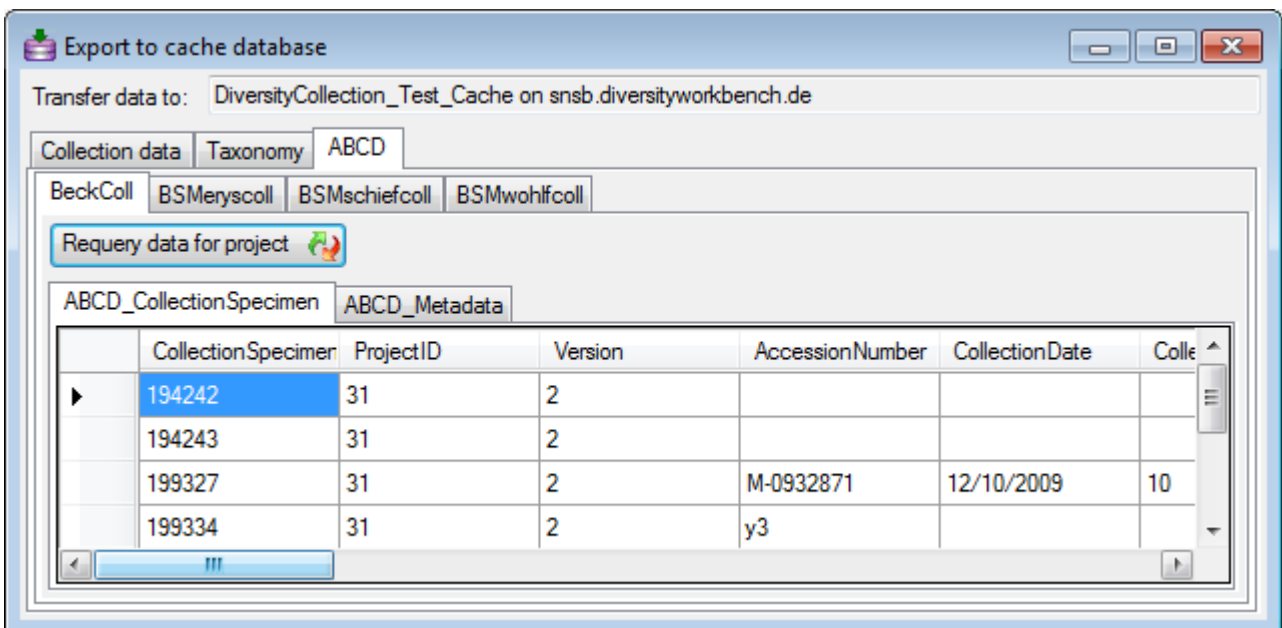 Export to cache database
Transfer data to: DiversityCollection_Test_Cache on snsb.diversityworkbench.de
Collection data Taxonomy ABCD
BeckColl BSMeryscoll BSMschiefcoll BSMwohlfcoll
Requery data for project
ABCD_CollectionSpecimen ABCD_Metadata
CollectionSpecimen ProjectID Version AccessionNumber CollectionDate Colle
194242 31 2
194243 31 2
199327 31 2 M-0932871 12/10/2009 10
199334 31 2 y3